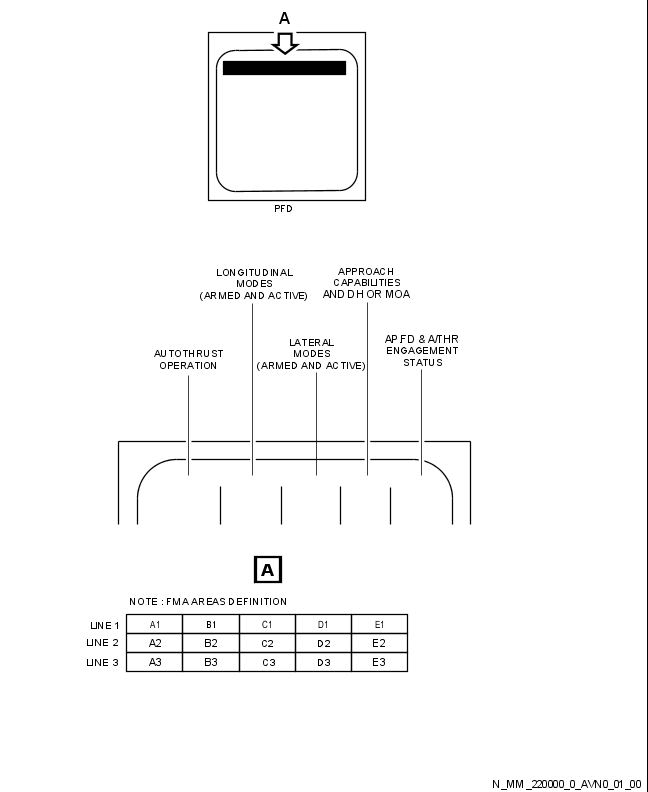 A
PFD
LONGITUDINAL
MODES
(ARMED AND ACTIVE)
APPROACH
CAPABILITIES
AND DH OR MOA
AUTOTHRUST
OPERATION
LATERAL
MODES
(ARMED AND ACTIVE)
AP,FD & A/THR
ENGAGEMENT
STATUS
A
NOTE : FMA AREAS DEFINITION
LINE 1 A1 B1 C1 D1 E1
LINE 2 A2 B2 C2 D2 E2
LINE 3 A3 B3 C3 D3 E3
N_MM_220000_0_AVN0_01_00